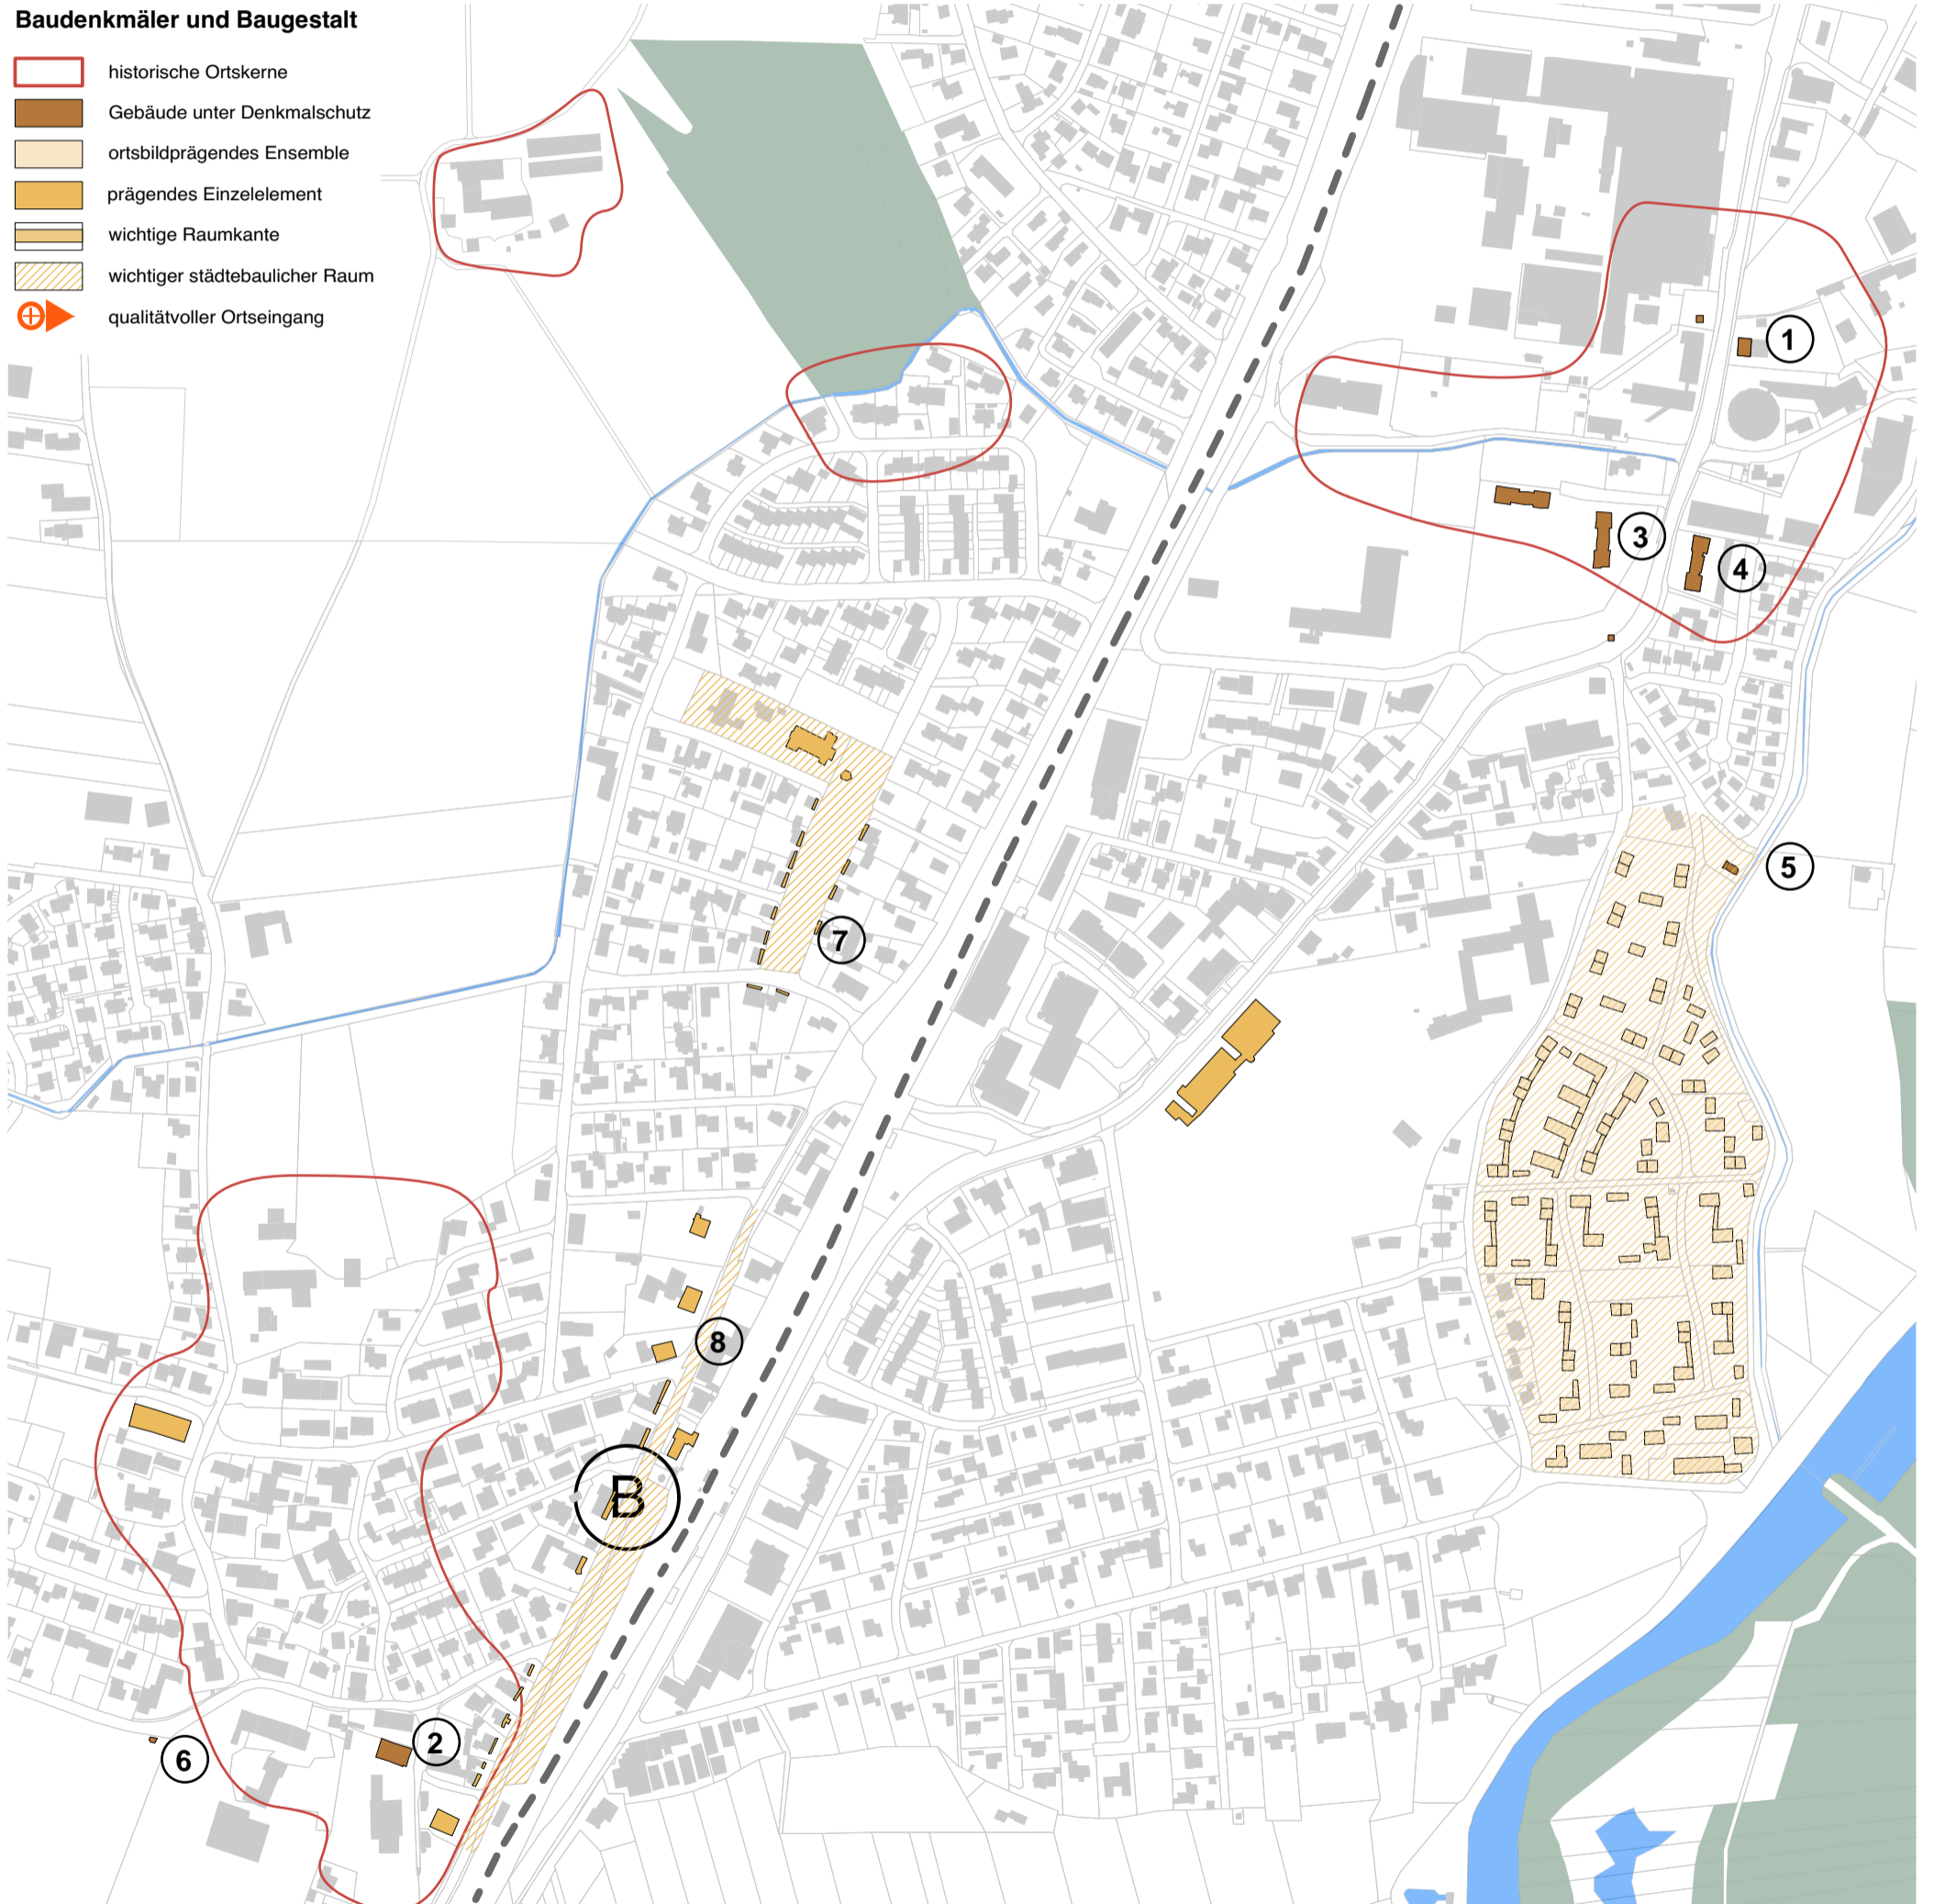 Baudenkmäler und Baugestalt
historische Ortskerne
Gebäude unter Denkmalschutz
ortsbildprägendes Ensemble
prägendes Einzelelement
wichtige Raumkante
wichtiger städtebaulicher Raum
qualitätvoller Ortseingang
1
3
4
5
7
8
B
2
6